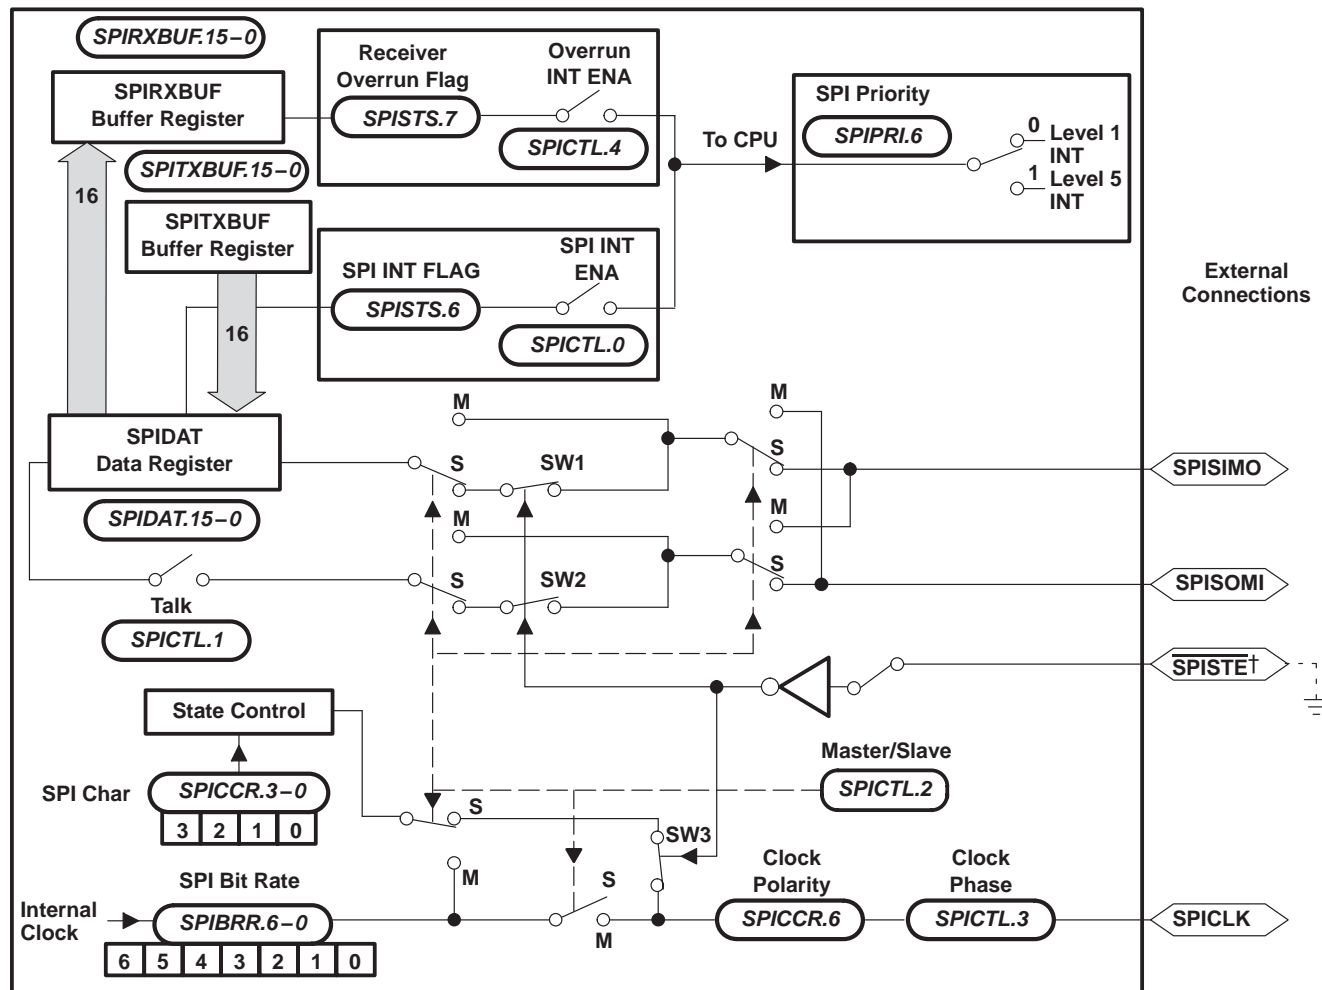 SPIRXBUF.15–0
SPIRXBUF
Buffer Register
Receiver
Overrun Flag
SPISTS.7
Overrun
INT ENA
SPICTL.4
To CPU
SPI Priority
SPIPRI.6
0
Level 1
INT
1
Level 5
INT
SPITXBUF.15–0
16
SPITXBUF
Buffer Register
16
SPI INT FLAG
SPISTS.6
SPI INT
ENA
SPICTL.0
External
Connections
SPIDAT
Data Register
SPIDAT.15–0
M
S
SW1
M
S
SPISIMO
M
S
SW2
M
S
SPISOMI
Talk
SPICTL.1
SPISTE†
State Control
Master/Slave
SPICTL.2
SPI Char
SPICCR.3–0
3 2 1 0
S
M
SW3
S
M
SPI Bit Rate
Internal
Clock
SPIBRR.6–0
6 5 4 3 2 1 0
Clock
Polarity
SPICCR.6
Clock
Phase
SPICTL.3
SPICLK